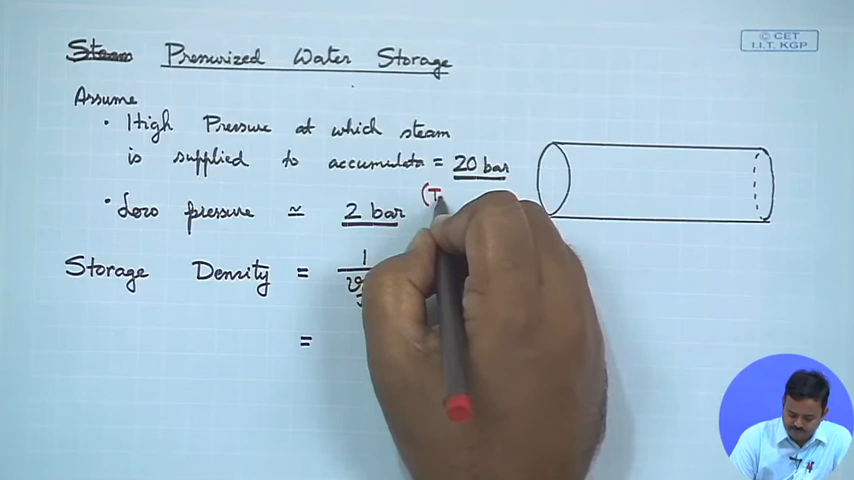 © CET
I.I.T. KGP
Steam Pressurized Water Storage
Assume
· High Pressure at which steam
is supplied to accumulata = 20 bar
(T
· Low pressure ≃ 2 bar
Storage Density = 1
=